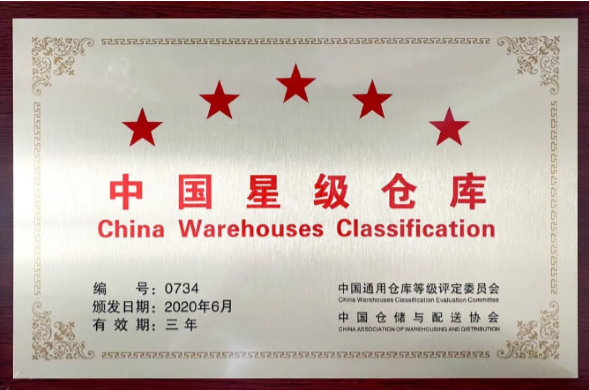 中国星级仓库
China Warehouses Classification
编　号：0734
颁发日期：2020年6月
有效期：三年
中国通用仓库等级评定委员会
China Warehouses Classification Evaluation Committee
中国仓储与配送协会
CHINA ASSOCIATION OF WAREHOUSING AND DISTRIBUTION